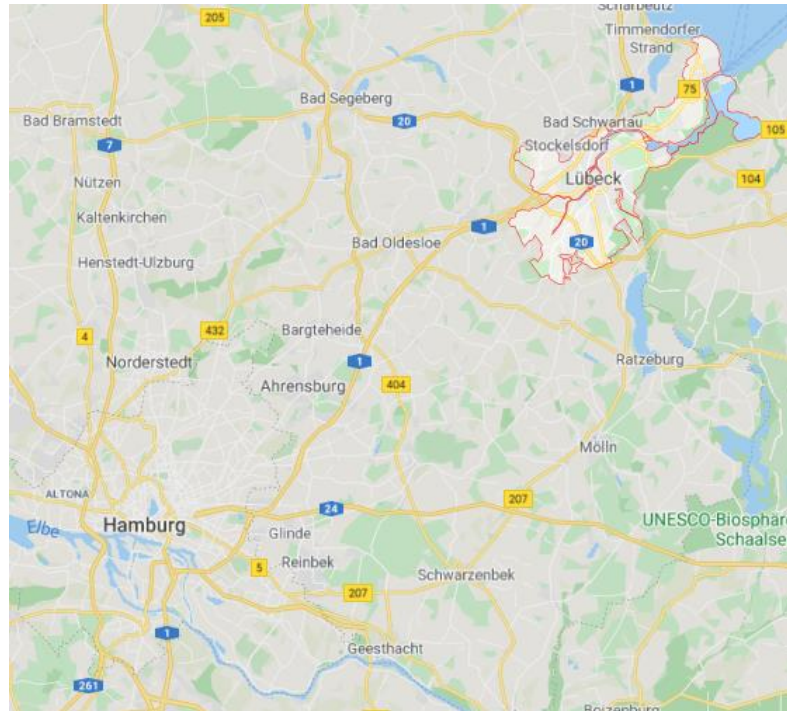 Scharbeutz
205
Timmendorfer
Strand
1
75
Bad Segeberg
Bad Bramstedt
20
Bad Schwartau
105
7
Stockelsdorf
Nützen
Lübeck
104
Kaltenkirchen
1
Bad Oldesloe
20
Henstedt-Ulzburg
432
Bargteheide
4
Norderstedt
1
Ratzeburg
Ahrensburg
404
Mölln
ALTONA
207
24
UNESCO-Biosphär
Schaalse
Elbe
Hamburg
Glinde
Reinbek
5
Schwarzenbek
207
1
Geesthacht
261
Boizenburg